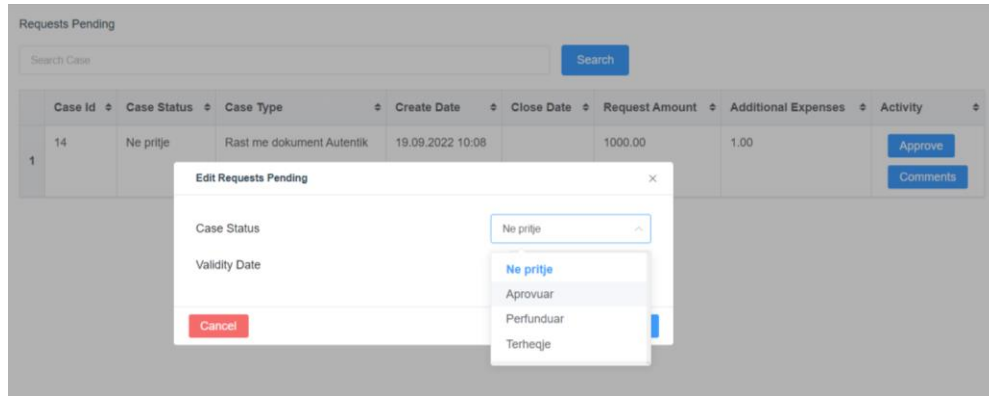 Requests Pending
Search Case
Search
Case Id Case Status Case Type Create Date Close Date Request Amount Additional Expenses Activity
1 14 Ne pritje Rast me dokument Autentik 19.09.2022 10:08 1000.00 1.00 Approve
Comments
Edit Requests Pending
Case Status Ne pritje
Validity Date
Ne pritje
Aprovuar
Perfunduar
Terheqje
Cancel